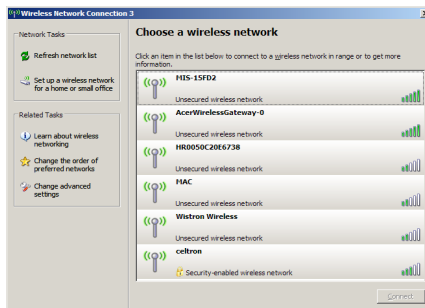 Wireless Network Connection 3
Network Tasks
Refresh network list
Set up a wireless network
for a home or small office
Related Tasks
Learn about wireless
networking
Change the order of
preferred networks
Change advanced
settings
Choose a wireless network
Click an item in the list below to connect to a wireless network in range or to get more
information.
MIS-15FD2
Unsecured wireless network
AcerWirelessGateway-0
Unsecured wireless network
HR0050C20E6738
Unsecured wireless network
MAC
Unsecured wireless network
Wistron Wireless
Unsecured wireless network
celtron
Security-enabled wireless network
Connect